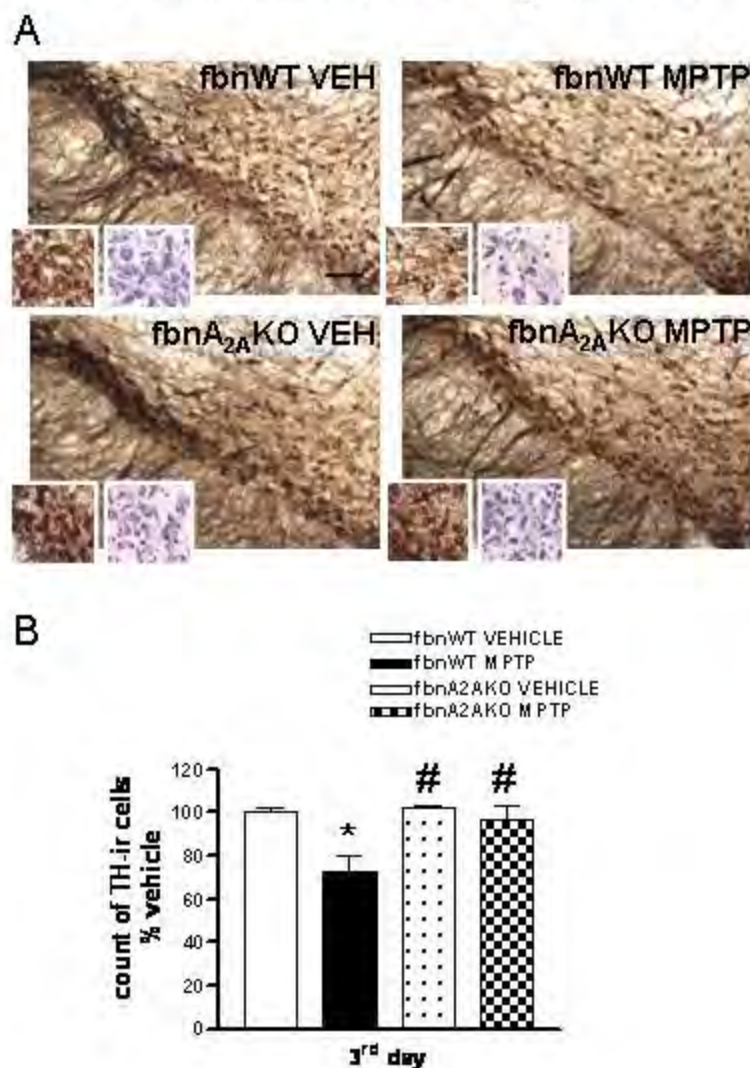 A
fbnWT VEH
fbnWT MPTP
fbnA2AKO VEH
fbnA2AKO MPTP
B
fbnWT VEHICLE
fbnWT MPTP
fbnA2AKO VEHICLE
fbnA2AKO MPTP
count of TH-ir cells
% vehicle
120
100
80
60
40
20
0
*
#
#
3rd day